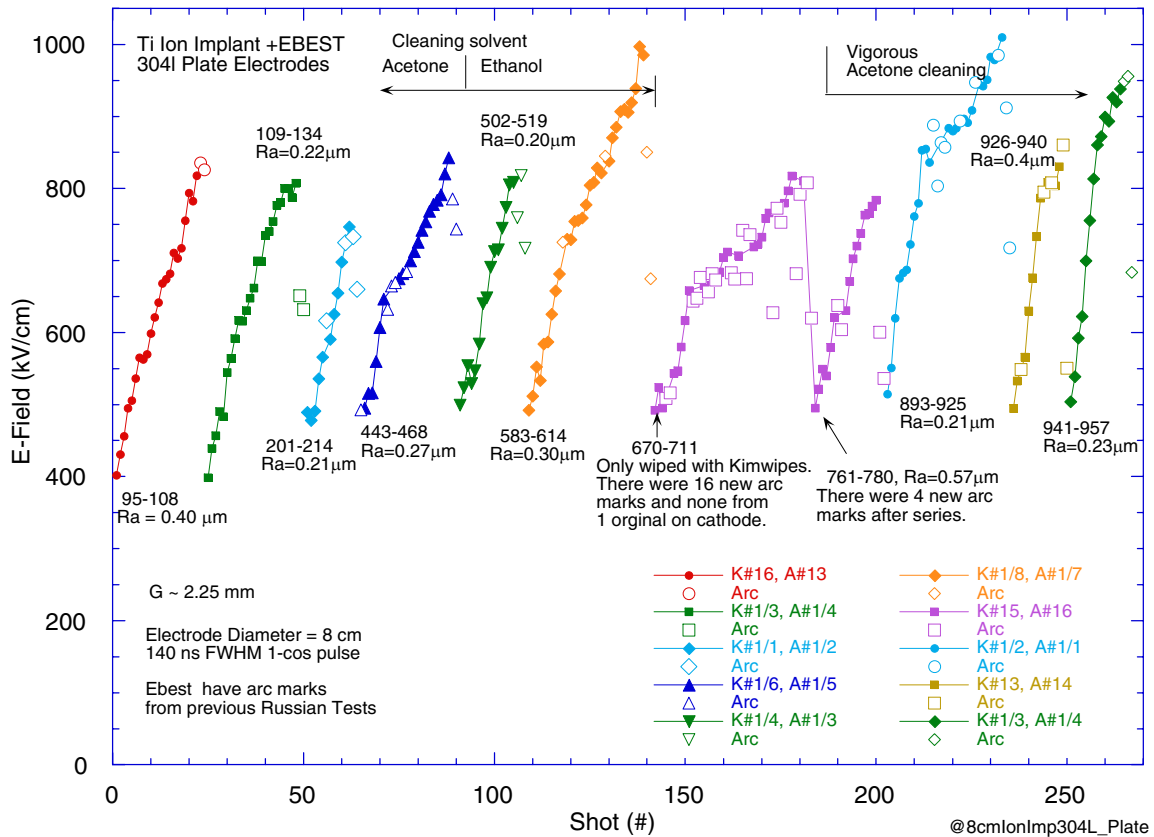 Ti Ion Implant +EBEST
304l Plate Electrodes
Cleaning solvent
Acetone
Ethanol
Vigorous
Acetone cleaning
109-134
Ra=0.22µm
502-519
Ra=0.20µm
926-940
Ra=0.4µm
201-214
Ra=0.21µm
443-468
Ra=0.27µm
583-614
Ra=0.30µm
893-925
Ra=0.21µm
941-957
Ra=0.23µm
95-108
Ra = 0.40 µm
670-711
Only wiped with Kimwipes.
There were 16 new arc
marks and none from
1 orginal on cathode.
761-780, Ra=0.57µm
There were 4 new arc
marks after series.
G ~ 2.25 mm
Electrode Diameter = 8 cm
140 ns FWHM 1-cos pulse
Ebest have arc marks
from previous Russian Tests
K#16, A#13
Arc
K#1/3, A#1/4
Arc
K#1/1, A#1/2
Arc
K#1/6, A#1/5
Arc
K#1/4, A#1/3
Arc
K#1/8, A#1/7
Arc
K#15, A#16
Arc
K#1/2, A#1/1
Arc
K#13, A#14
Arc
K#1/3, A#1/4
Arc
E-Field (kV/cm)
1000
800
600
400
200
0
0
50
100
150
200
250
Shot (#)
@8cmIonImp304L_Plate